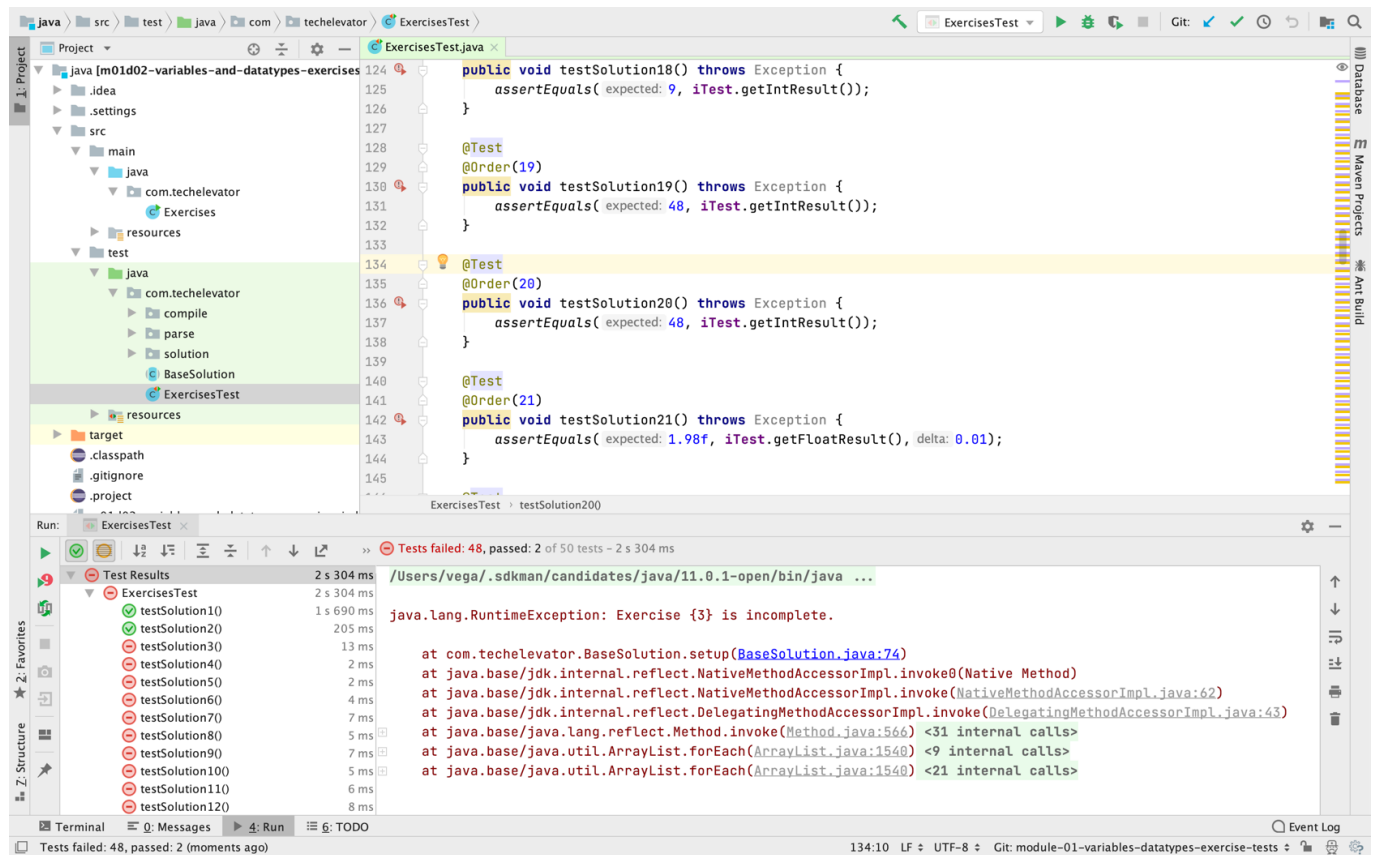 java src test java com techelevator ExercisesTest ExercisesTest Git:
1: Project
Project
java [m01d02-variables-and-datatypes-exercises
.idea
.settings
src
main
java
com.techelevator
Exercises
resources
test
java
com.techelevator
compile
parse
solution
BaseSolution
ExercisesTest
resources
target
.classpath
.gitignore
.project
ExercisesTest.java
124 public void testSolution18() throws Exception {
125 assertEquals( expected: 9, iTest.getIntResult());
126 }
127
128 @Test
129 @Order(19)
130 public void testSolution19() throws Exception {
131 assertEquals( expected: 48, iTest.getIntResult());
132 }
133
134 @Test
135 @Order(20)
136 public void testSolution20() throws Exception {
137 assertEquals( expected: 48, iTest.getIntResult());
138 }
139
140 @Test
141 @Order(21)
142 public void testSolution21() throws Exception {
143 assertEquals( expected: 1.98f, iTest.getFloatResult(), delta: 0.01);
144 }
145
ExercisesTest › testSolution20()
Database
m Maven Projects
Ant Build
Run: ExercisesTest
›› Tests failed: 48, passed: 2 of 50 tests – 2 s 304 ms
Test Results 2 s 304 ms
ExercisesTest 2 s 304 ms
testSolution1() 1 s 690 ms
testSolution2() 205 ms
testSolution3() 13 ms
testSolution4() 2 ms
testSolution5() 2 ms
testSolution6() 4 ms
testSolution7() 7 ms
testSolution8() 5 ms
testSolution9() 7 ms
testSolution10() 5 ms
testSolution11() 6 ms
testSolution12() 8 ms
/Users/vega/.sdkman/candidates/java/11.0.1-open/bin/java ...
java.lang.RuntimeException: Exercise {3} is incomplete.
at com.techelevator.BaseSolution.setup(BaseSolution.java:74)
at java.base/jdk.internal.reflect.NativeMethodAccessorImpl.invoke0(Native Method)
at java.base/jdk.internal.reflect.NativeMethodAccessorImpl.invoke(NativeMethodAccessorImpl.java:62)
at java.base/jdk.internal.reflect.DelegatingMethodAccessorImpl.invoke(DelegatingMethodAccessorImpl.java:43)
at java.base/java.lang.reflect.Method.invoke(Method.java:566) <31 internal calls>
at java.base/java.util.ArrayList.forEach(ArrayList.java:1540) <9 internal calls>
at java.base/java.util.ArrayList.forEach(ArrayList.java:1540) <21 internal calls>
2: Favorites
Z: Structure
Terminal 0: Messages 4: Run 6: TODO Event Log
Tests failed: 48, passed: 2 (moments ago) 134:10 LF UTF-8 Git: module-01-variables-datatypes-exercise-tests